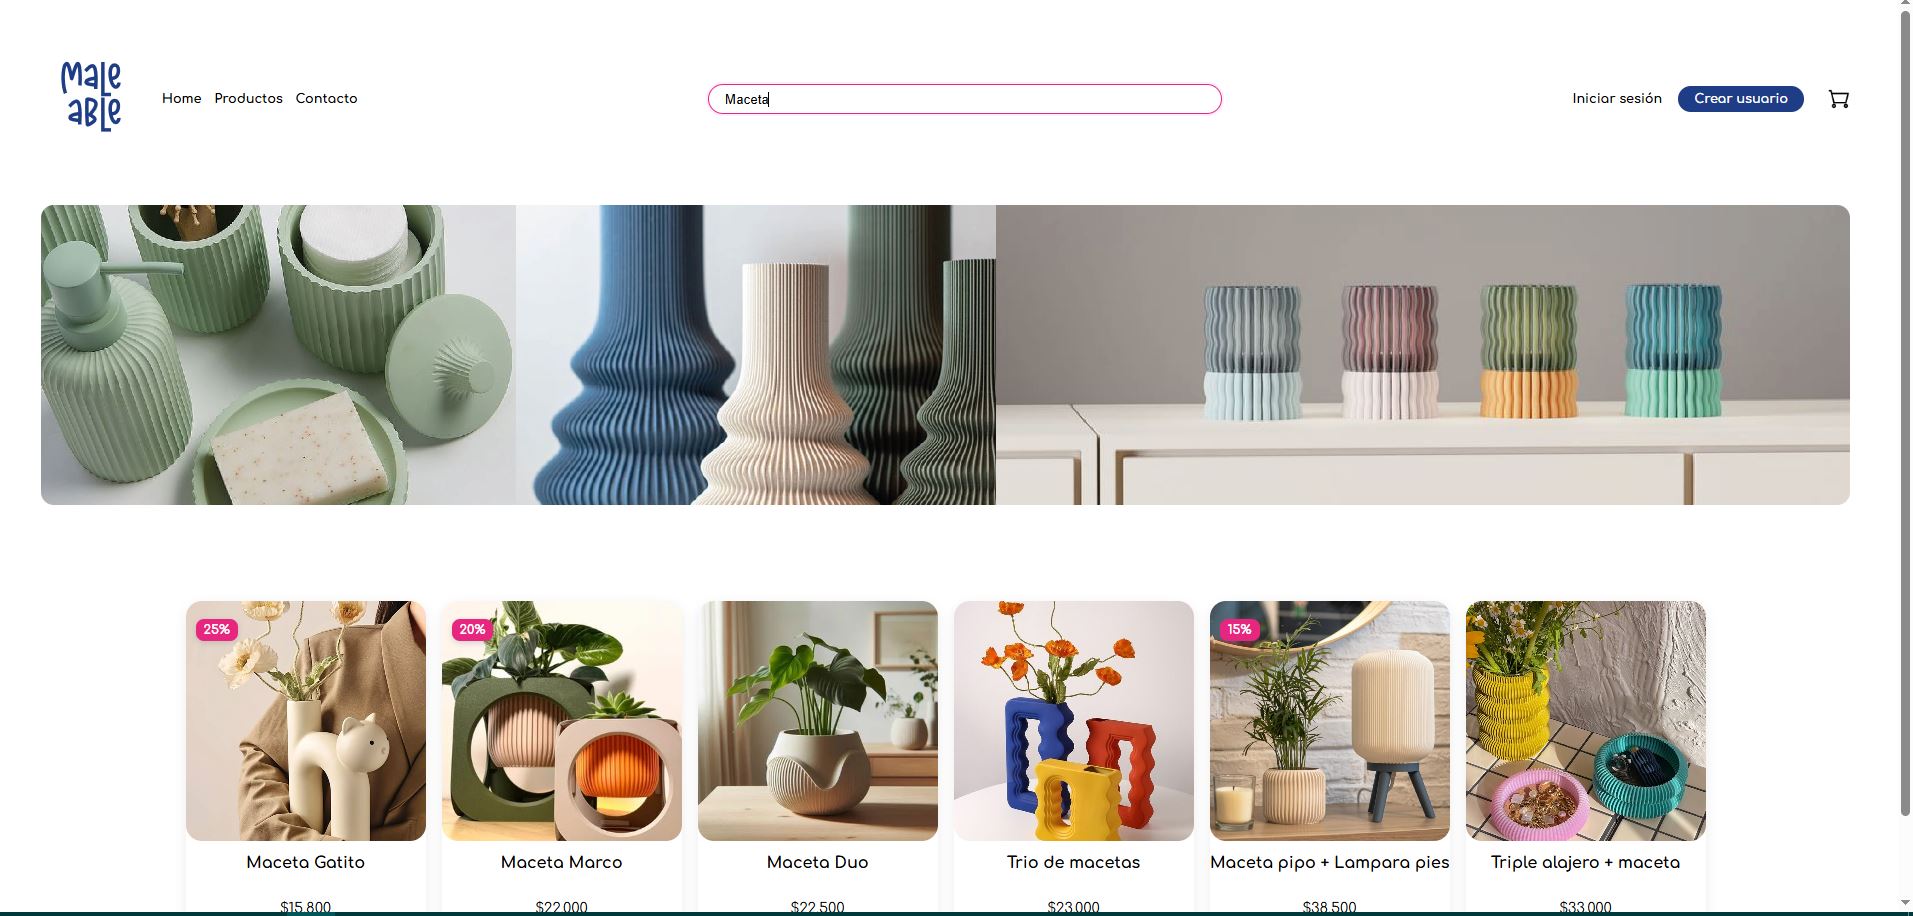 Male
aBLe
Home Productos Contacto
Maceta
Iniciar sesión Crear usuario
25%
20%
15%
Maceta Gatito
Maceta Marco
Maceta Duo
Trio de macetas
Maceta pipo + Lampara pies
Triple alajero + maceta
$15.800
$22.000
$22.500
$23.000
$38.500
$33.000